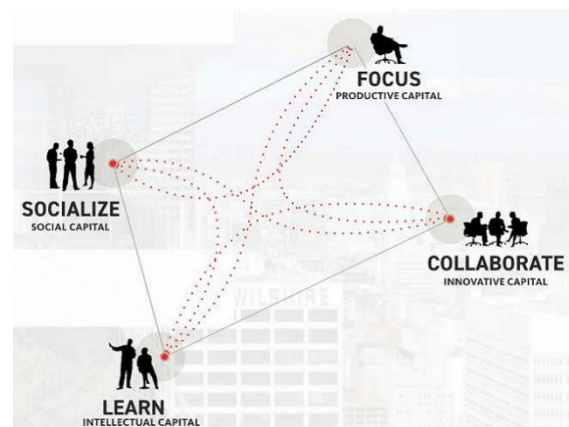 FOCUS
PRODUCTIVE CAPITAL
SOCIALIZE
SOCIAL CAPITAL
COLLABORATE
INNOVATIVE CAPITAL
WILSHIRE
LEARN
INTELLECTUAL CAPITAL